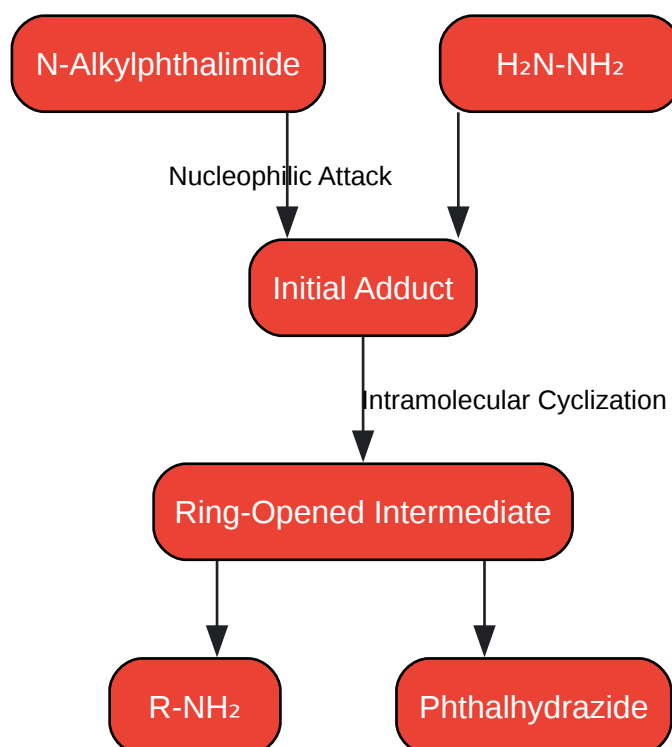 N-Alkylphthalimide
H₂N-NH₂
Nucleophilic Attack
Initial Adduct
Intramolecular Cyclization
Ring-Opened Intermediate
R-NH₂
Phthalhydrazide